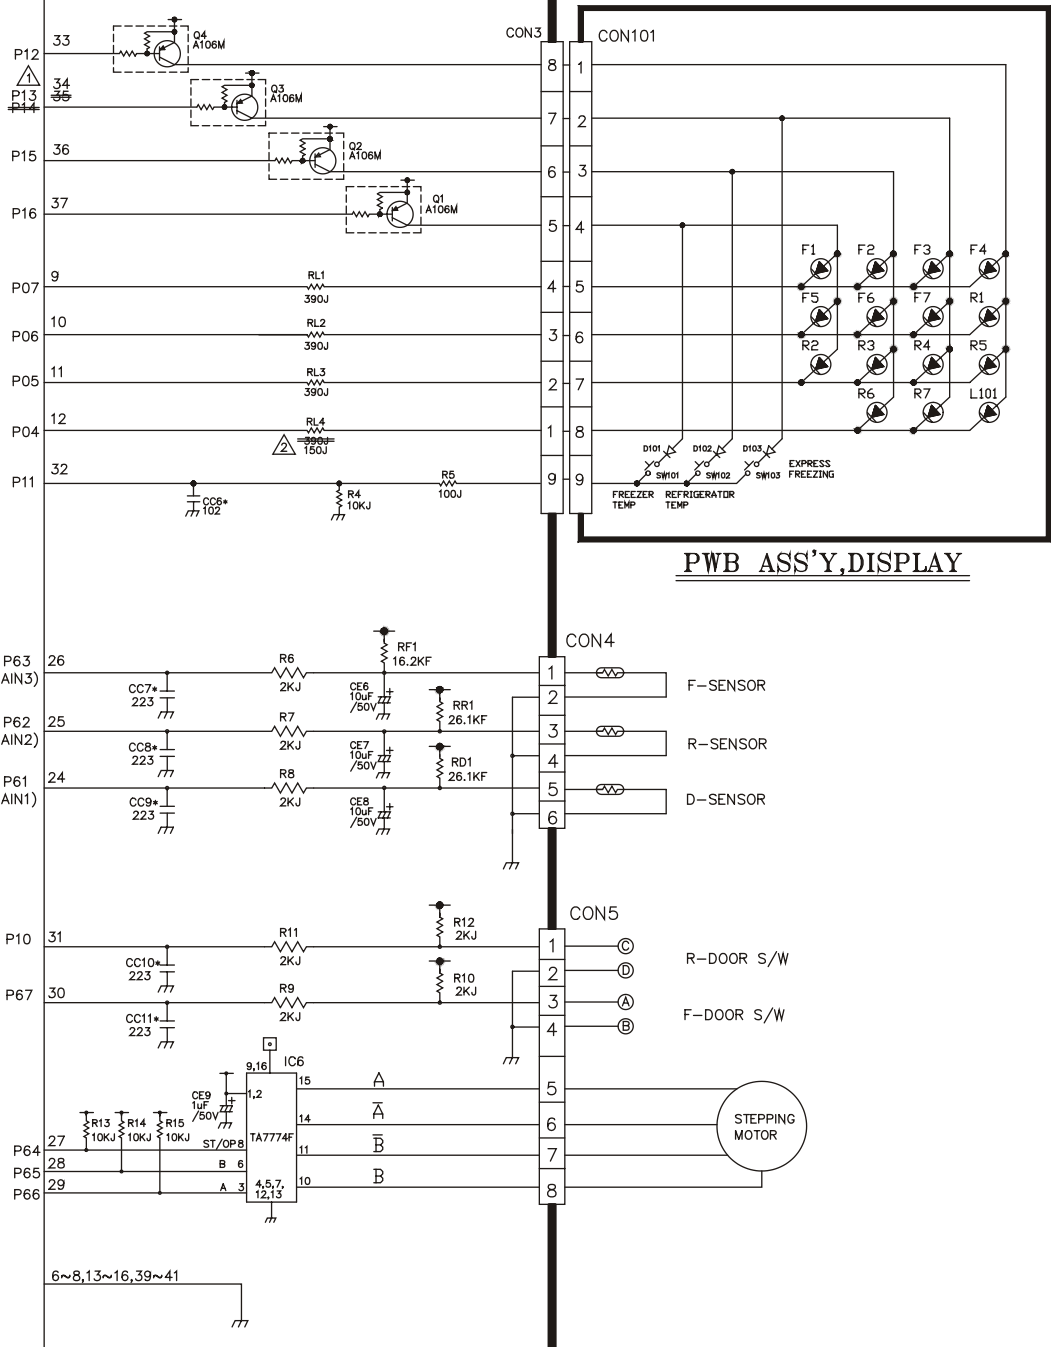 P12 33 Q4 A106M CON3 CON101
8 1
1
34
P13 35
P14
Q3 A106M
7 2
P15 36 Q2 A106M
6 3
P16 37 Q1 A106M
5 4
F1 F2 F3 F4
P07 9 RL1 390J 4 5
F5 F6 F7 R1
P06 10 RL2 390J 3 6
R2 R3 R4 R5
P05 11 RL3 390J 2 7
R6 R7 L101
P04 12 RL4 390J 150J 1 8
2
D101 D102 D103
SW101 SW102 SW103
EXPRESS
FREEZING
P11 32 R5 100J 9 9
CC6* 102
R4 10KJ
FREEZER TEMP
REFRIGERATOR TEMP
PWB ASS'Y,DISPLAY
CON4
P63 26 R6 2KJ RF1 16.2KF 1
AIN3)
CC7* 223
CE6 10uF /50V
2
F-SENSOR
RR1 26.1KF
P62 25 R7 2KJ 3
AIN2)
CC8* 223
CE7 10uF /50V
4
R-SENSOR
RD1 26.1KF
P61 24 R8 2KJ 5
AIN1)
CC9* 223
CE8 10uF /50V
6
D-SENSOR
CON5
R12 2KJ
P10 31 R11 2KJ 1 C
R-DOOR S/W
CC10* 223
2 D
R10 2KJ
P67 30 R9 2KJ 3 A
F-DOOR S/W
CC11* 223
4 B
9,16 IC6
15 A 5
CE9 1uF /50V
1,2
14 A̅ 6
STEPPING
MOTOR
R13 10KJ R14 10KJ R15 10KJ
TA7774F
P64 27 ST/OP 8
11 B̅ 7
P65 28 B 6
P66 29 A 3
4,5,7,
12,13
10 B 8
6~8,13~16,39~41